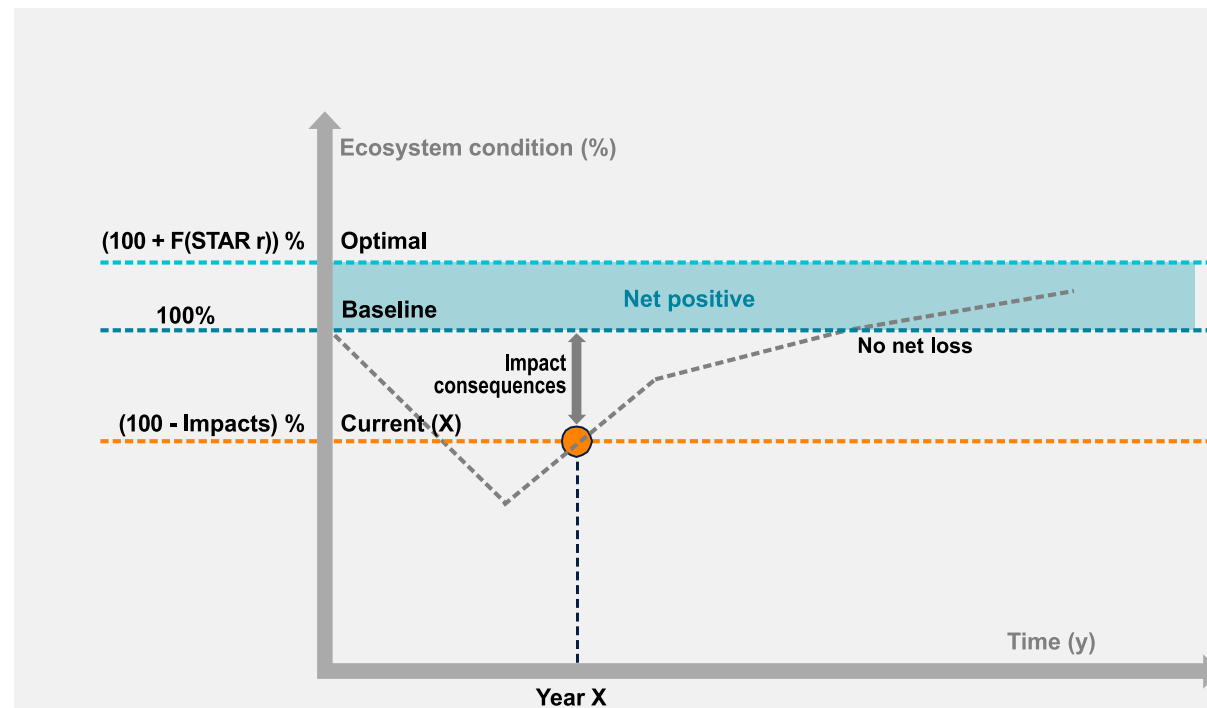 Ecosystem condition (%)
(100 + F(STAR r)) %
Optimal
Net positive
100%
Baseline
No net loss
Impact
consequences
(100 - Impacts) %
Current (X)
Time (y)
Year X